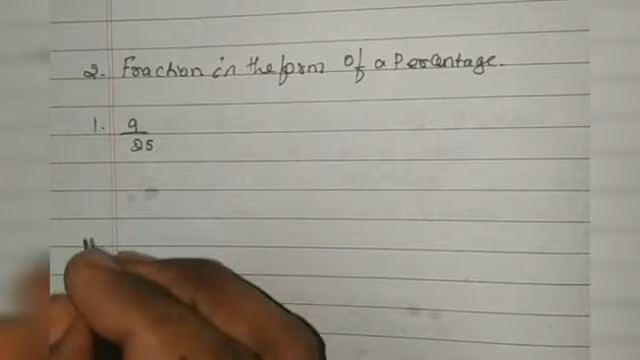 2. Fraction in the form of a Percentage.
1. 9
25